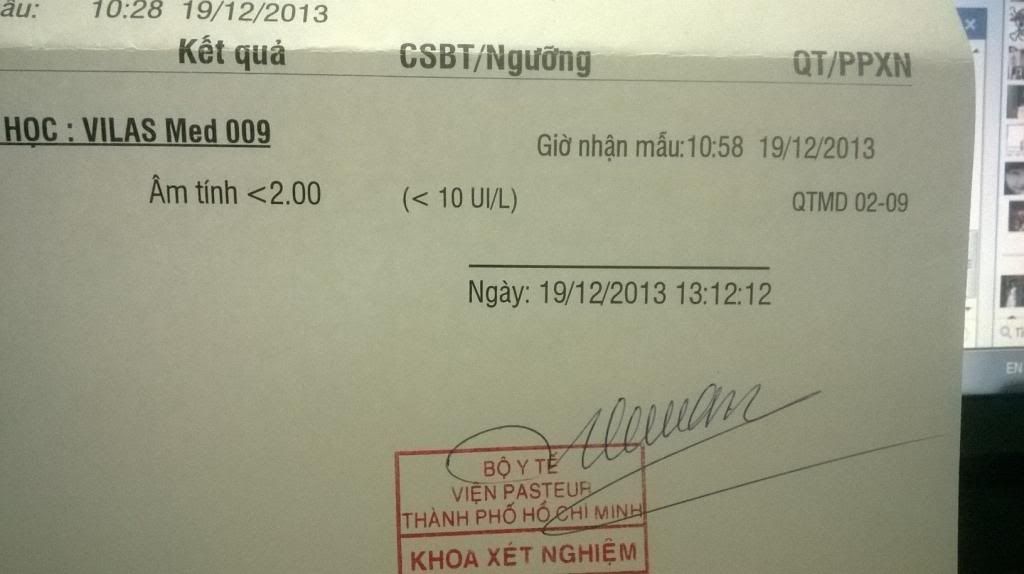 ẫu: 10:28 19/12/2013
Kết quả CSBT/Ngưỡng QT/PPXN
HỌC : VILAS Med 009
Giờ nhận mẫu:10:58 19/12/2013
Âm tính <2.00 (< 10 UI/L) QTMD 02-09
Ngày: 19/12/2013 13:12:12
BỘ Y TẾ
VIỆN PASTEUR
THÀNH PHỐ HỒ CHÍ MINH
KHOA XÉT NGHIỆM
EN